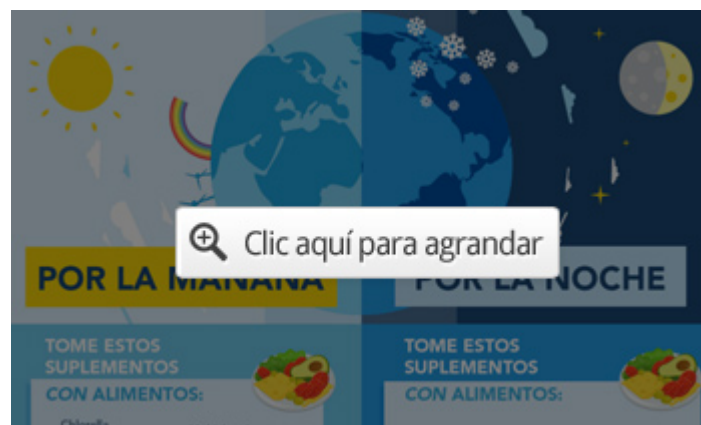 Clic aquí para agrandar
POR LA MAÑANA
POR LA NOCHE
TOME ESTOS
SUPLEMENTOS
CON ALIMENTOS:
TOME ESTOS
SUPLEMENTOS
CON ALIMENTOS:
Chlorella